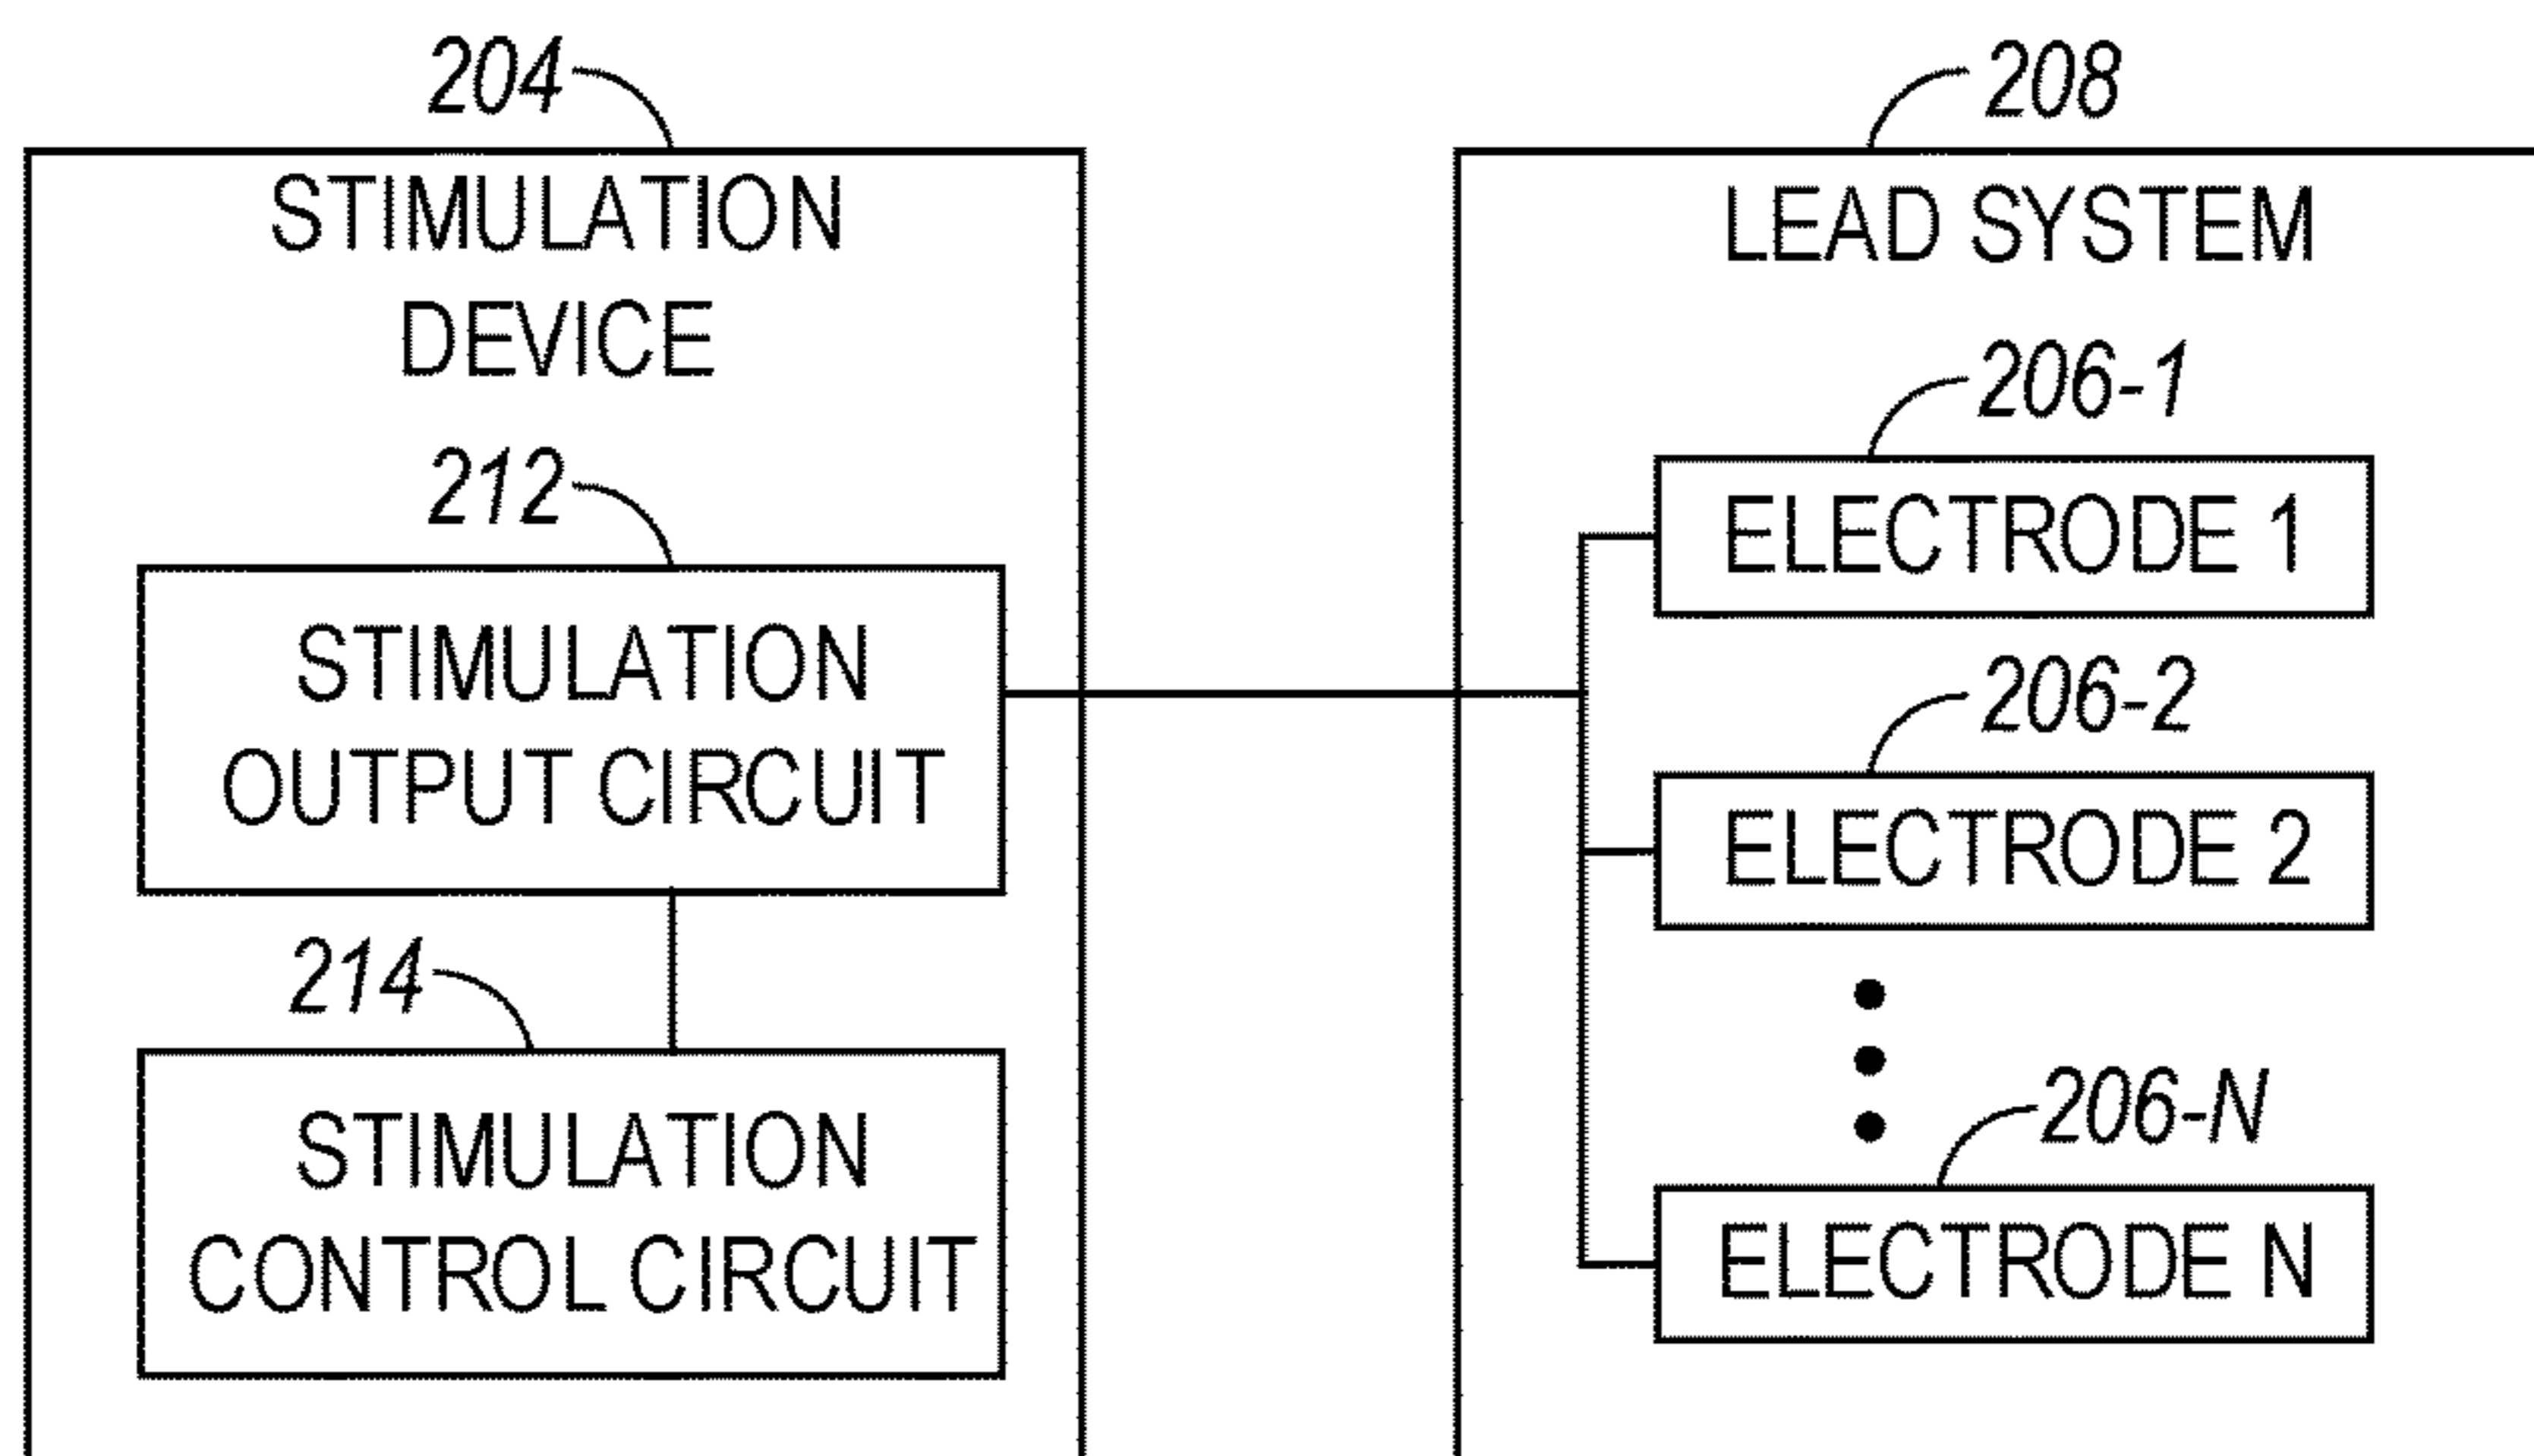 204
STIMULATION
DEVICE
212
STIMULATION
OUTPUT CIRCUIT
214
STIMULATION
CONTROL CIRCUIT
208
LEAD SYSTEM
206-1
ELECTRODE 1
206-2
ELECTRODE 2
206-N
ELECTRODE N